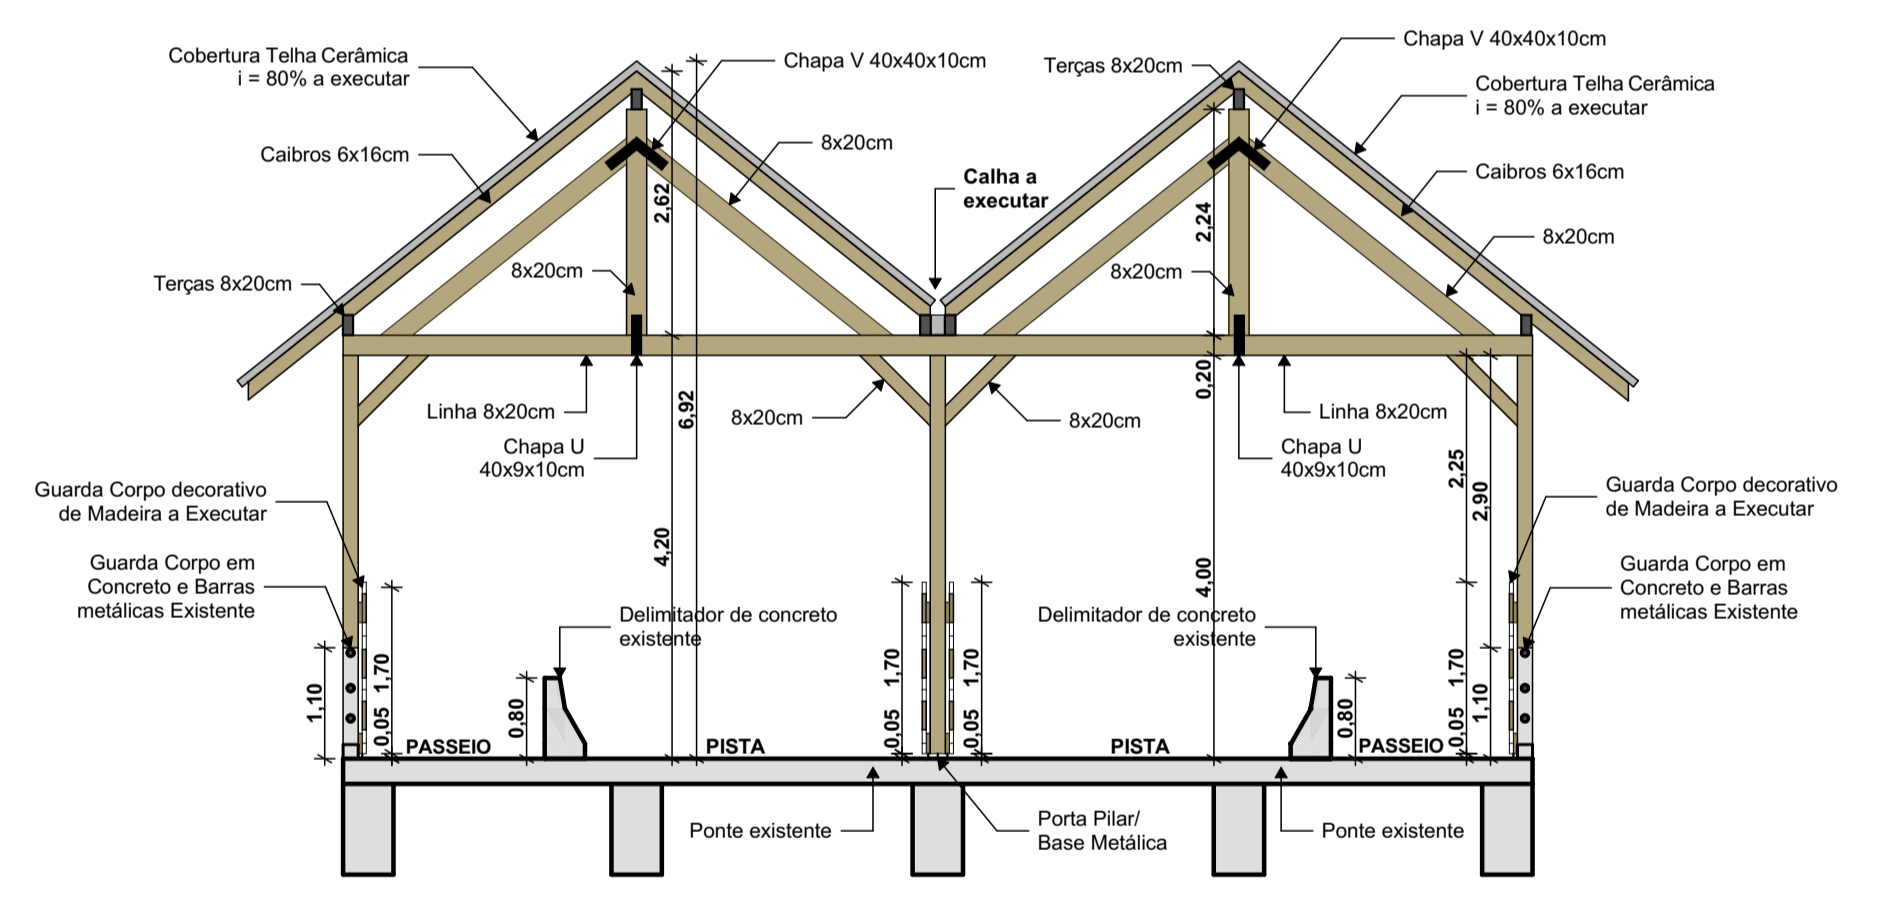 Cobertura Telha Cerâmica
i = 80% a executar
Chapa V 40x40x10cm
Terças 8x20cm
Chapa V 40x40x10cm
Cobertura Telha Cerâmica
i = 80% a executar
Caibros 6x16cm
8x20cm
Calha a
executar
Caibros 6x16cm
2,62
2,24
8x20cm
Terças 8x20cm
8x20cm
8x20cm
Linha 8x20cm
6,92
8x20cm
8x20cm
0,20
Linha 8x20cm
Chapa U
40x9x10cm
Chapa U
40x9x10cm
2,25
2,90
Guarda Corpo decorativo
de Madeira a Executar
Guarda Corpo decorativo
de Madeira a Executar
4,20
4,00
Guarda Corpo em
Concreto e Barras
metálicas Existente
Guarda Corpo em
Concreto e Barras
metálicas Existente
Delimitador de concreto
existente
Delimitador de concreto
existente
1,10
1,70
0,05
0,80
1,70
0,05
1,70
0,05
0,80
1,70
0,05
1,10
PASSEIO
PISTA
PISTA
PASSEIO
Ponte existente
Porta Pilar/
Base Metálica
Ponte existente